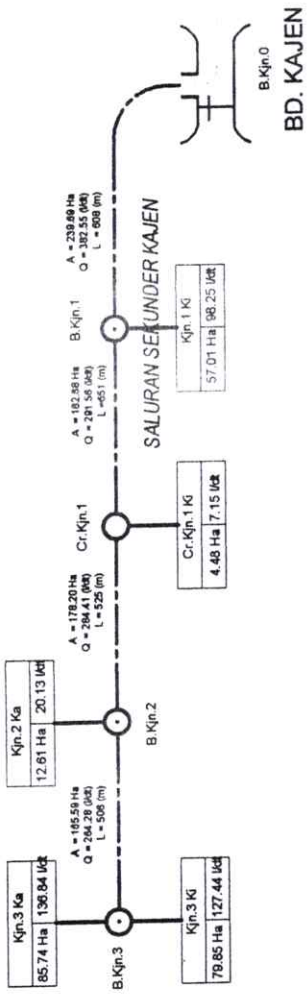 BD. KAJEN
B.Kjn.0
A = 239.69 Ha
Q = 382.55 (l/dt)
L = 608 (m)
B.Kjn.1
SALURAN SEKUNDER KAJEN
Kjn.1 Ki
57.01 Ha 98.25 l/dt
A = 182.68 Ha
Q = 291.56 (l/dt)
L = 651 (m)
Cr.Kjn.1
Cr.Kjn.1 Ki
4.48 Ha 7.15 l/dt
A = 178.20 Ha
Q = 284.41 (l/dt)
L = 525 (m)
Kjn.2 Ka
12.61 Ha 20.13 l/dt
B.Kjn.2
A = 165.59 Ha
Q = 264.28 (l/dt)
L = 506 (m)
Kjn.3 Ka
85.74 Ha 136.84 l/dt
B.Kjn.3
Kjn.3 Ki
79.85 Ha 127.44 l/dt